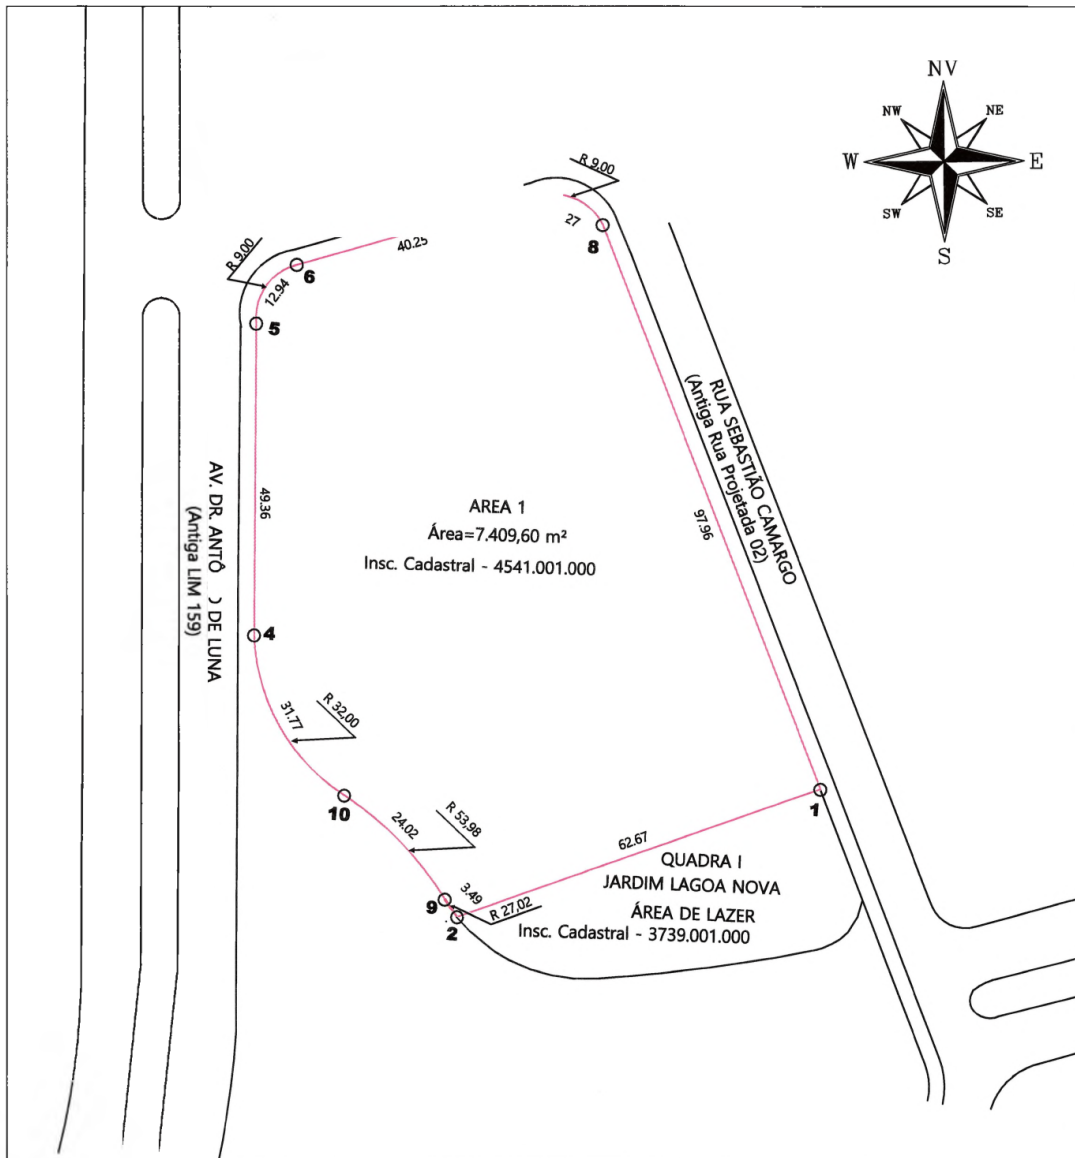 NV
NW
NE
W
E
SW
SE
S
R 9,00
27
8
R 9,00
40.25
6
12.94
5
RUA SEBASTIÃO CAMARGO
(Antiga Rua Projetada 02)
97.96
49.36
AV. DR. ANTÔ DE LUNA
(Antiga LIM 159)
AREA 1
Área=7.409,60 m²
Insc. Cadastral - 4541.001.000
4
R 32,00
31.77
10
1
R 53,98
24.02
62.67
QUADRA I
JARDIM LAGOA NOVA
ÁREA DE LAZER
Insc. Cadastral - 3739.001.000
9
3.49
R 27,02
2